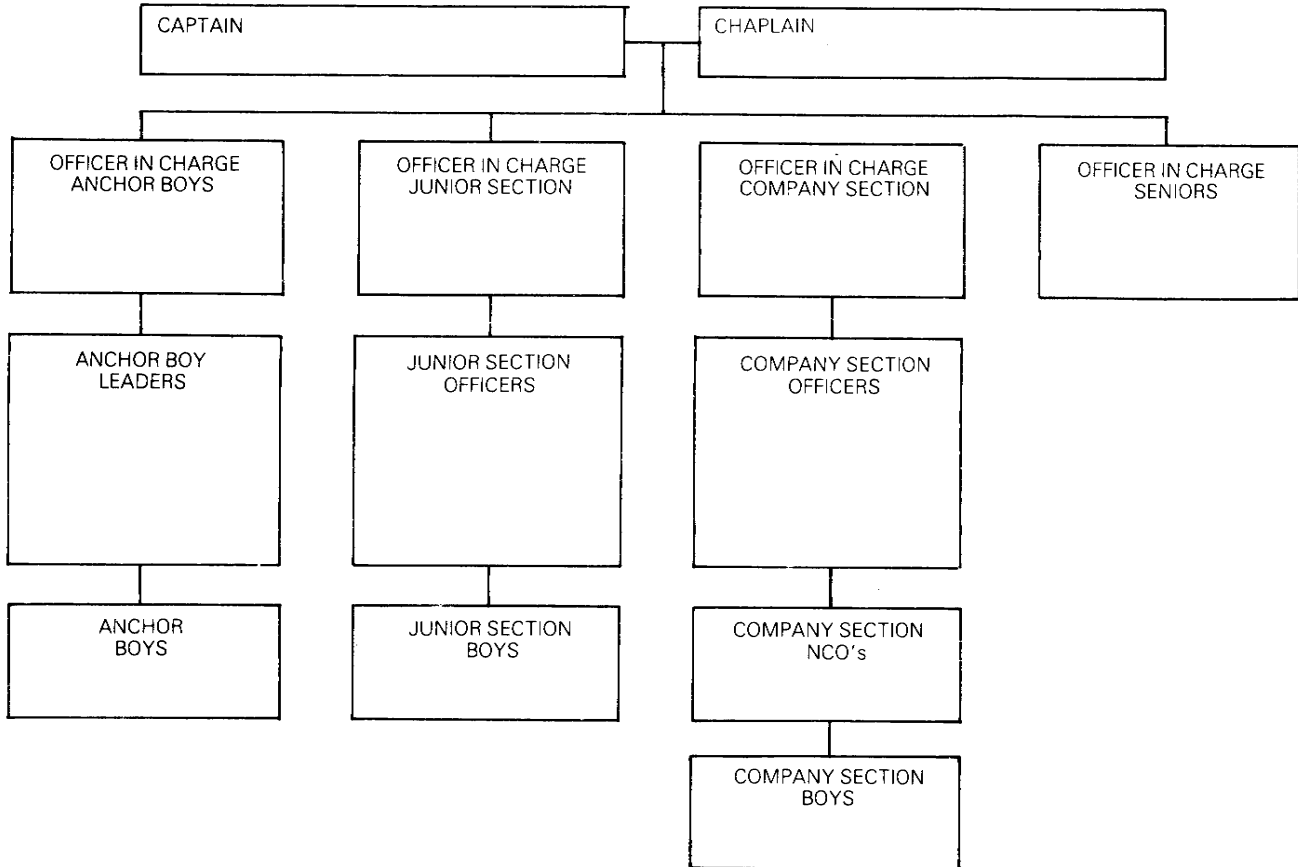 CAPTAIN
CHAPLAIN
OFFICER IN CHARGE
ANCHOR BOYS
OFFICER IN CHARGE
JUNIOR SECTION
OFFICER IN CHARGE
COMPANY SECTION
OFFICER IN CHARGE
SENIORS
ANCHOR BOY
LEADERS
JUNIOR SECTION
OFFICERS
COMPANY SECTION
OFFICERS
ANCHOR
BOYS
JUNIOR SECTION
BOYS
COMPANY SECTION
NCO's
COMPANY SECTION
BOYS